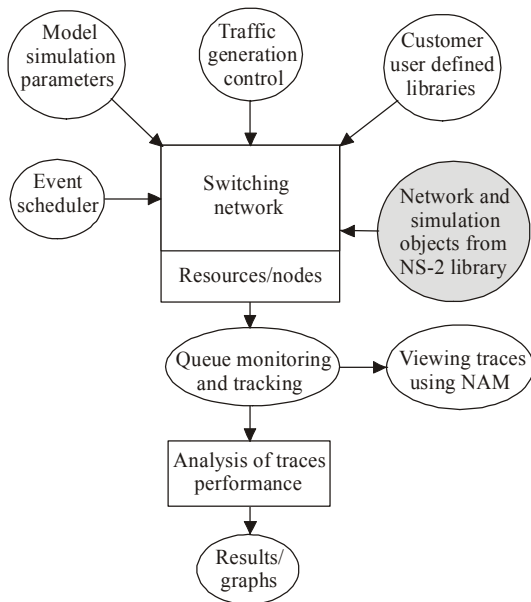 Model
simulation
parameters
Traffic
generation
control
Customer
user defined
libraries
Event
scheduler
Switching
network
Network and
simulation
objects from
NS-2 library
Resources/nodes
Queue monitoring
and tracking
Viewing traces
using NAM
Analysis of traces
performance
Results/
graphs